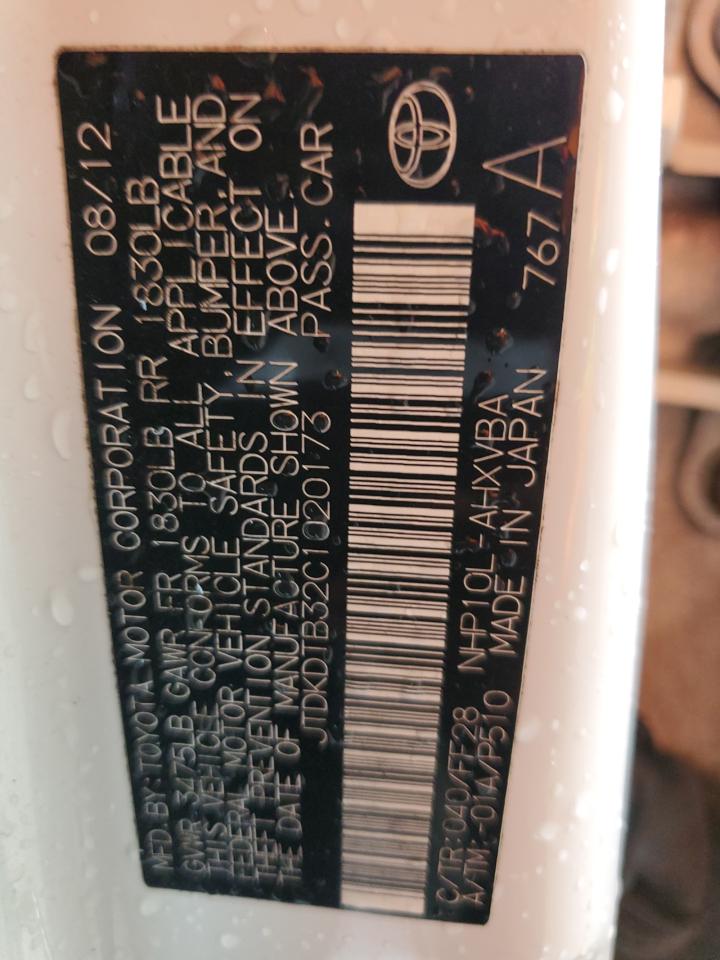 MFD BY: TOYOTA MOTOR CORPORATION 08/12
GVWR 3475LB GAWR FR 1830LB RR 1830LB
THIS VEHICLE CONFORMS TO ALL APPLICABLE
FEDERAL MOTOR VEHICLE SAFETY, BUMPER, AND
THEFT PREVENTION STANDARDS IN EFFECT ON
THE DATE OF MANUFACTURE SHOWN ABOVE.
JTDKDTB32C1020173 PASS. CAR
C/TR:040/FF28 NHP10L-AHXVBA 767 A
A/TM:-01A/P510 MADE IN JAPAN